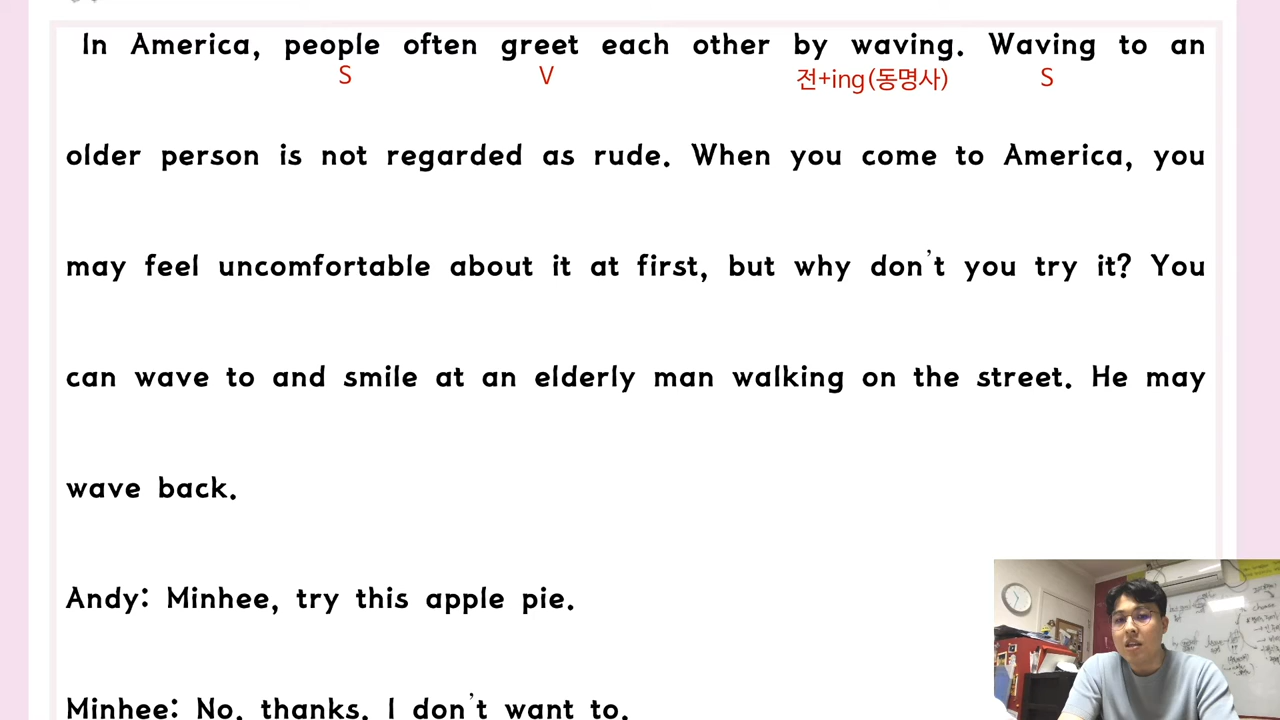 In America, people often greet each other by waving. Waving to an
S V 전+ing(동명사) S
older person is not regarded as rude. When you come to America, you
may feel uncomfortable about it at first, but why don't you try it? You
can wave to and smile at an elderly man walking on the street. He may
wave back.
Andy: Minhee, try this apple pie.
Minhee: No, thanks. I don't want to.